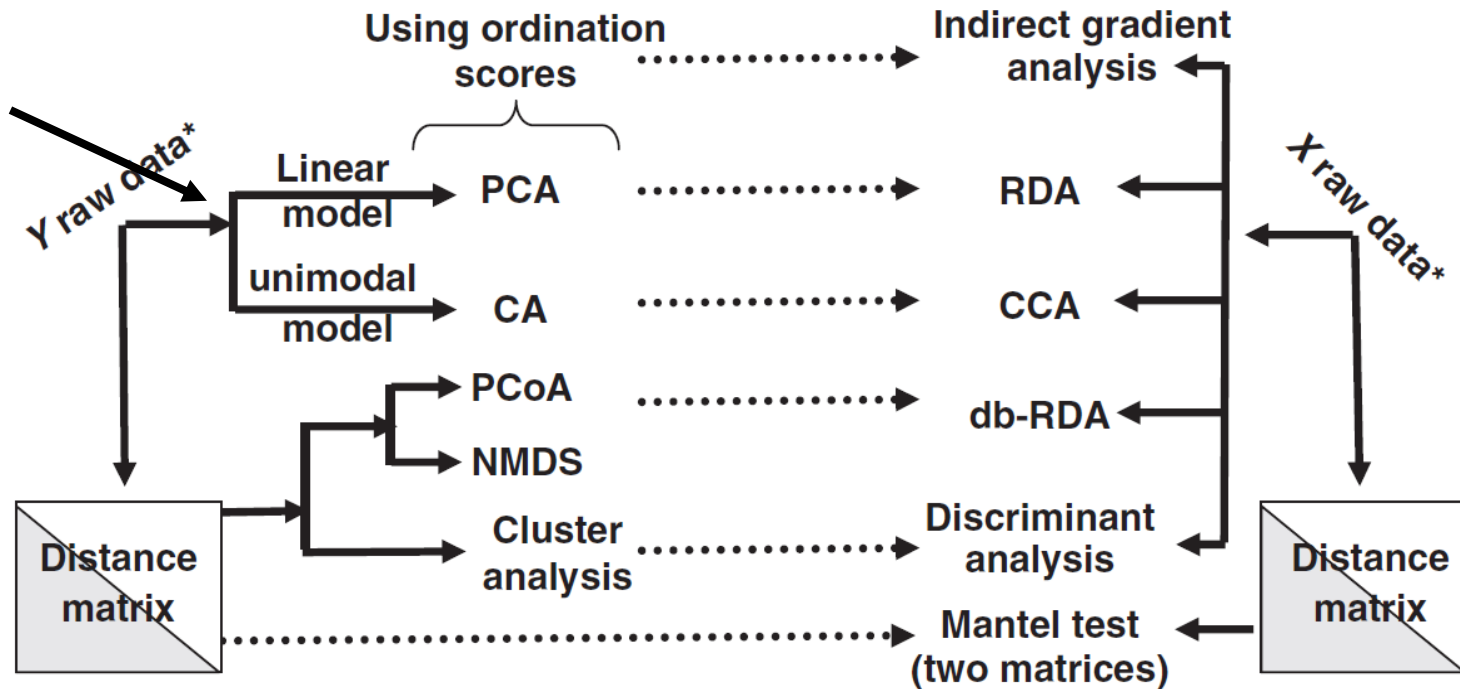 Using ordination
scores
Indirect gradient
analysis
Y raw data*
Linear
model
PCA
RDA
X raw data*
unimodal
model
CA
CCA
PCoA
db-RDA
NMDS
Cluster
analysis
Discriminant
analysis
Distance
matrix
Distance
matrix
Mantel test
(two matrices)